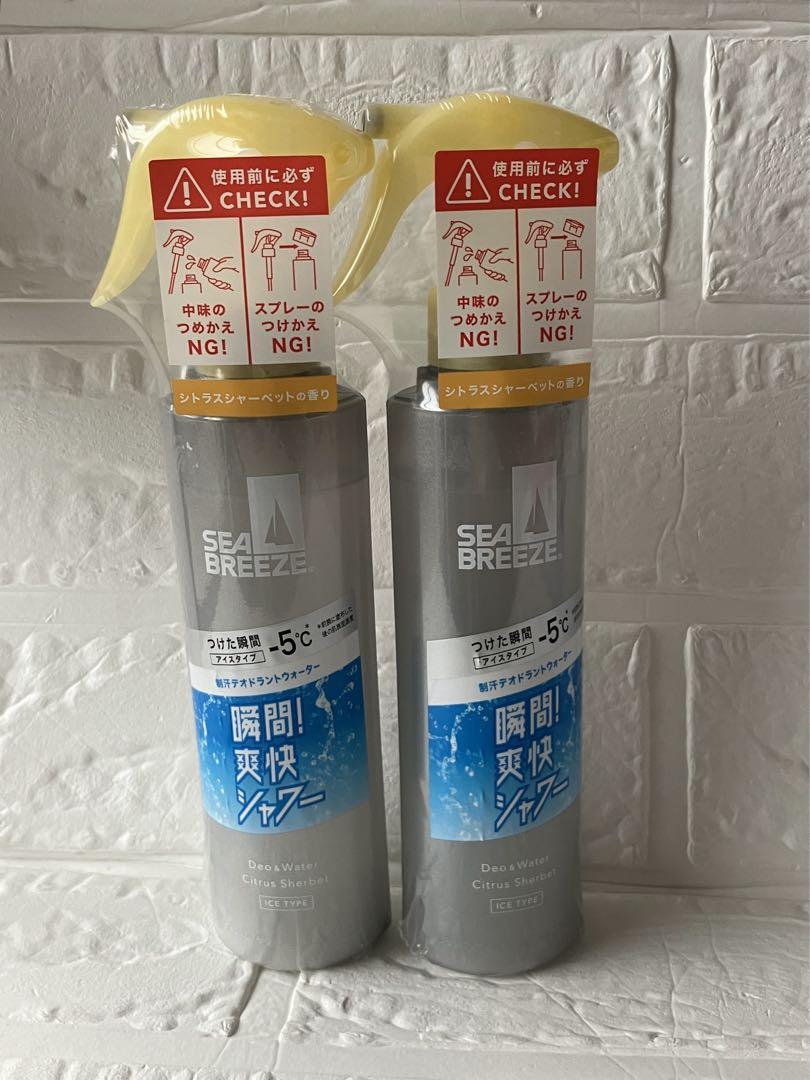 使用前に必ず
CHECK!
中味の
つめかえ
NG!
スプレーの
つけかえ
NG!
シトラスシャーベットの香り
SEA
BREEZE®
つけた瞬間
アイスタイプ
-5℃*
制汗デオドラントウォーター
瞬間!
爽快
シャワー
Deo & Water
Citrus Sherbet
ICE TYPE
使用前に必ず
CHECK!
中味の
つめかえ
NG!
スプレーの
つけかえ
NG!
シトラスシャーベットの香り
SEA
BREEZE®
つけた瞬間
アイスタイプ
-5℃*
制汗デオドラントウォーター
瞬間!
爽快
シャワー
Deo & Water
Citrus Sherbet
ICE TYPE